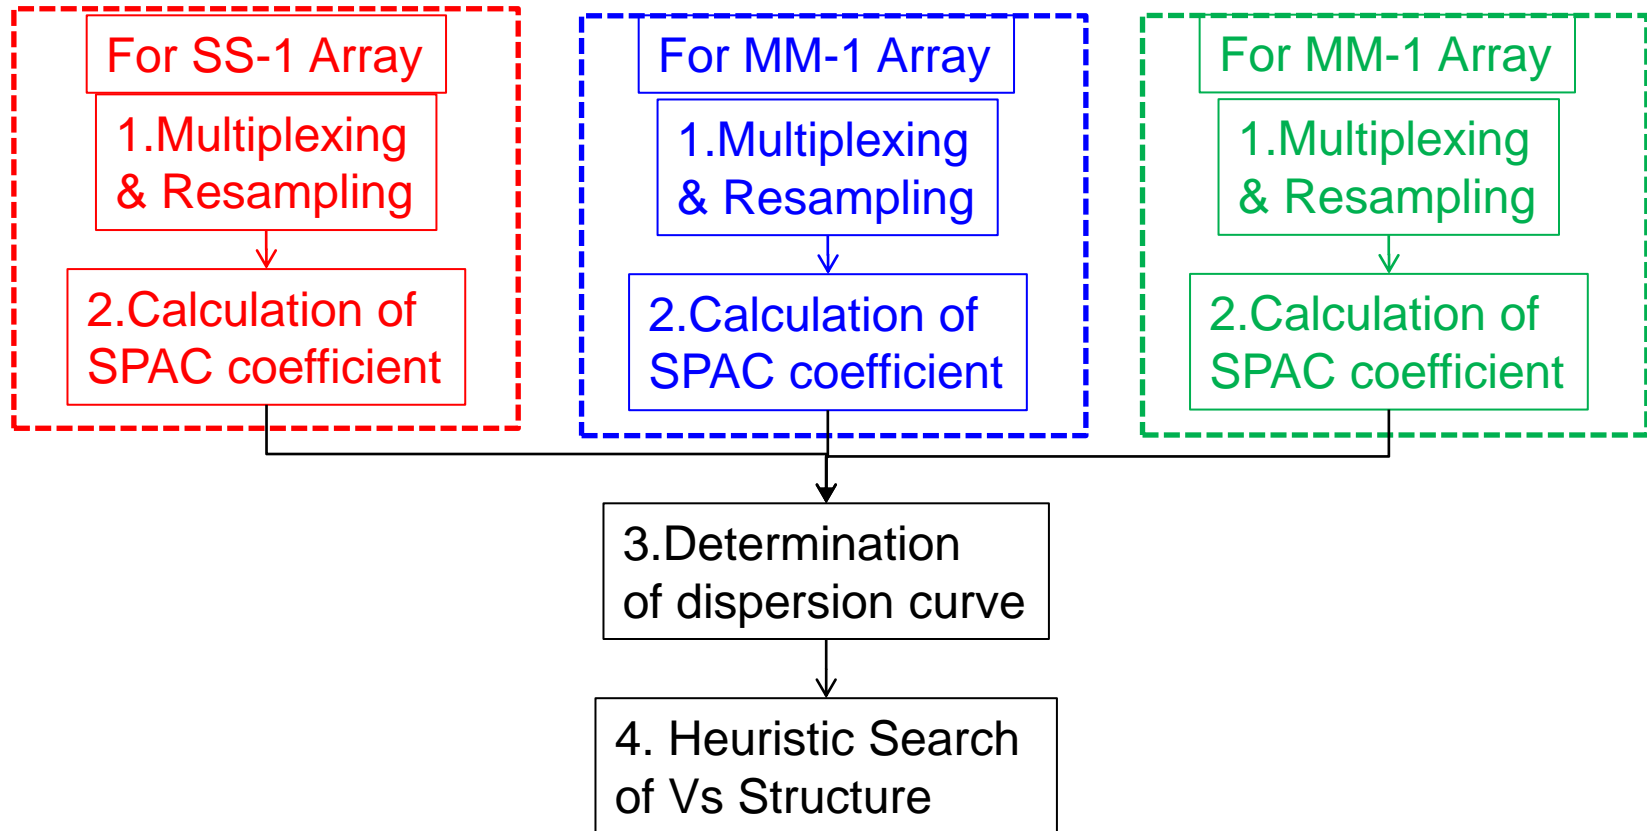 For SS-1 Array
1.Multiplexing
& Resampling
2.Calculation of
SPAC coefficient
For MM-1 Array
1.Multiplexing
& Resampling
2.Calculation of
SPAC coefficient
For MM-1 Array
1.Multiplexing
& Resampling
2.Calculation of
SPAC coefficient
3.Determination
of dispersion curve
4. Heuristic Search
of Vs Structure